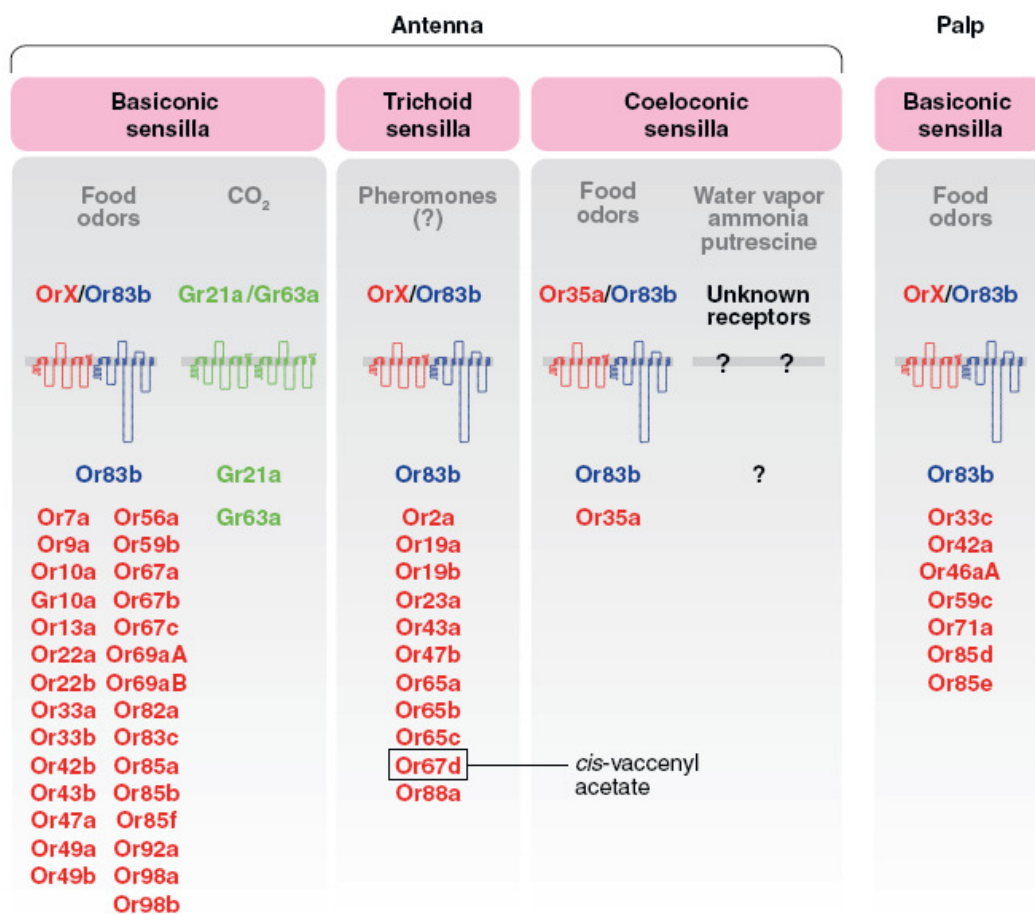 Antenna
Palp
Basiconic
sensilla
Trichoid
sensilla
Coeloconic
sensilla
Basiconic
sensilla
Food
odors
CO2
Pheromones
(?)
Food
odors
Water vapor
ammonia
putrescine
Food
odors
OrX/Or83b
Gr21a/Gr63a
OrX/Or83b
Or35a/Or83b
Unknown
receptors
OrX/Or83b
? ?
Or83b
Gr21a
Or83b
Or83b
?
Or83b
Or7a Or56a
Gr63a
Or2a
Or35a
Or33c
Or9a Or59b
Or19a
Or42a
Or10a Or67a
Or19b
Or46aA
Gr10a Or67b
Or23a
Or59c
Or13a Or67c
Or43a
Or71a
Or22a Or69aA
Or47b
Or85d
Or22b Or69aB
Or65a
Or85e
Or33a Or82a
Or65b
Or33b Or83c
Or65c
Or42b Or85a
Or67d
cis-vaccenyl
acetate
Or43b Or85b
Or88a
Or47a Or85f
Or49a Or92a
Or49b Or98a
Or98b